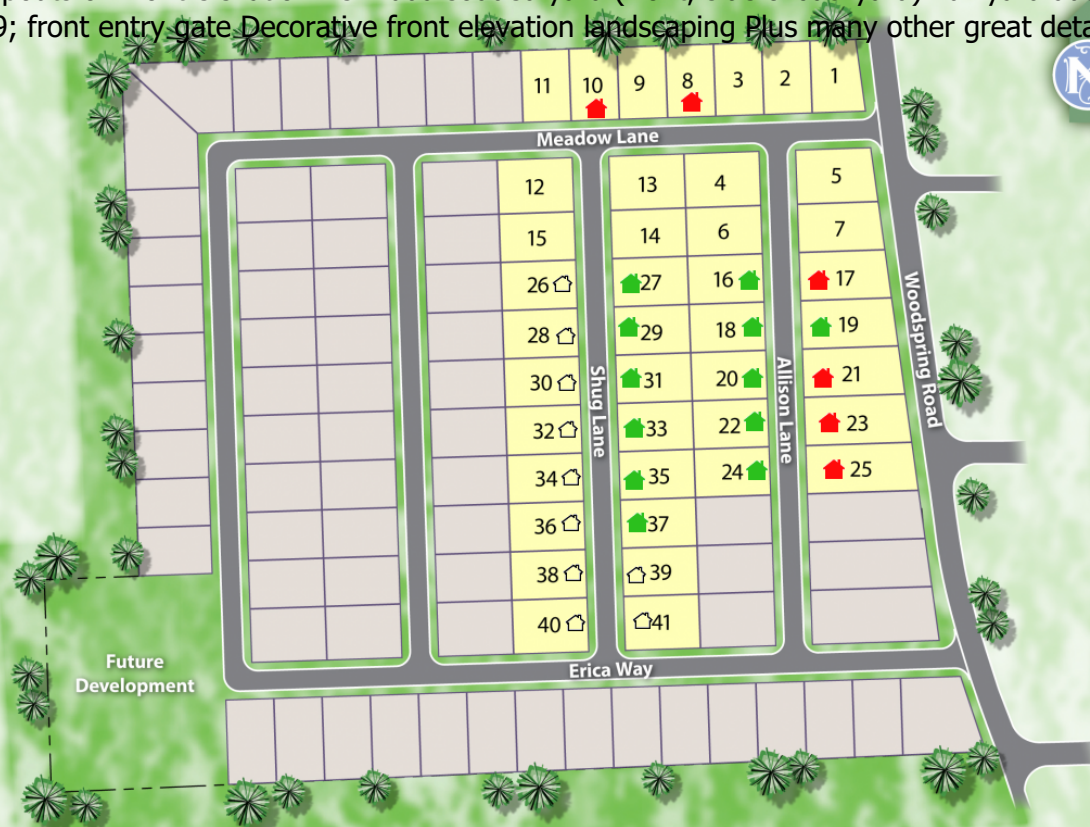 9; front entry gate Decorative front elevation landscaping Plus many other great deta
11 10 9 8 3 2 1
Meadow Lane
12 13 4 5
15 14 6 7
26 27 16 17
28 29 18 19
30 31 20 21
32 33 22 23
34 35 24 25
36 37
38 39
40 41
Shug Lane
Allison Lane
Woodspring Road
Erica Way
Future
Development
N